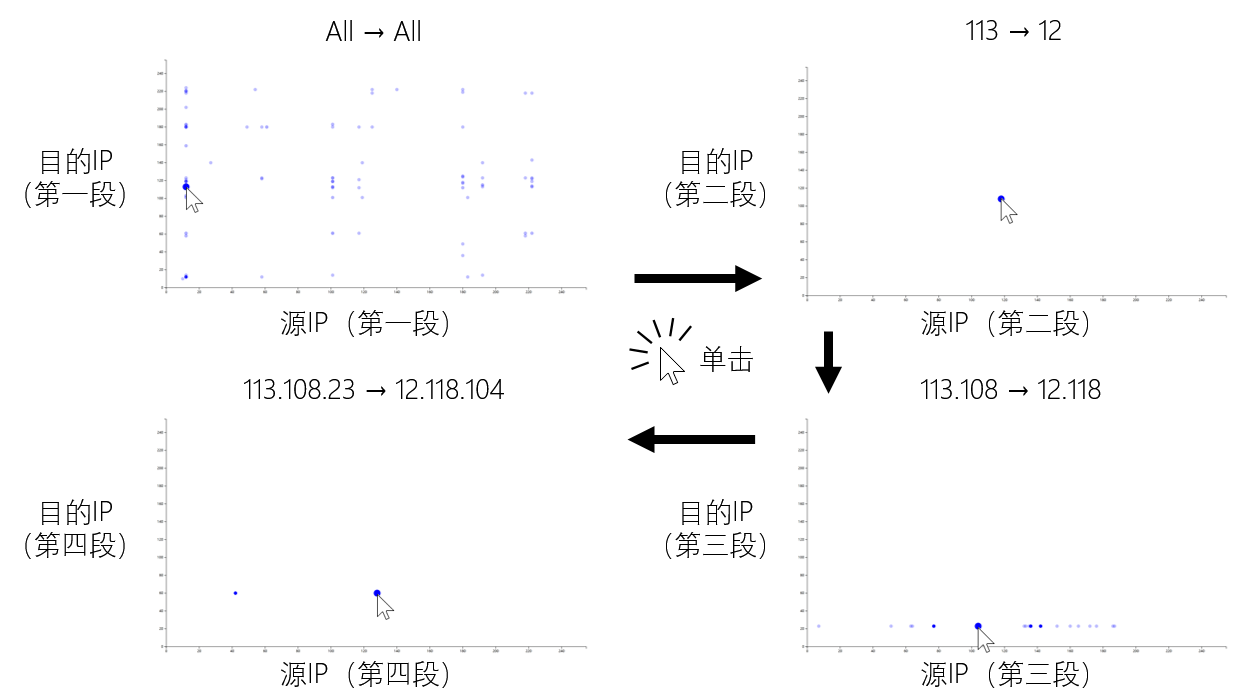 All → All
113 → 12
目的IP
（第一段）
目的IP
（第二段）
源IP（第一段）
源IP（第二段）
单击
113.108.23 → 12.118.104
113.108 → 12.118
目的IP
（第四段）
目的IP
（第三段）
源IP（第四段）
源IP（第三段）